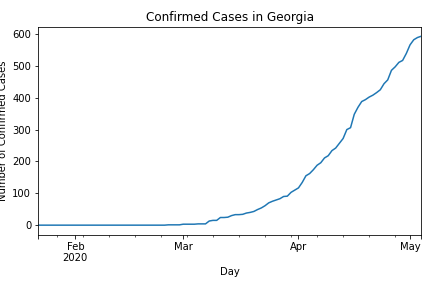 Confirmed Cases in Georgia
Number of Confirmed Cases
600
500
400
300
200
100
0
Feb
2020
Mar
Apr
May
Day